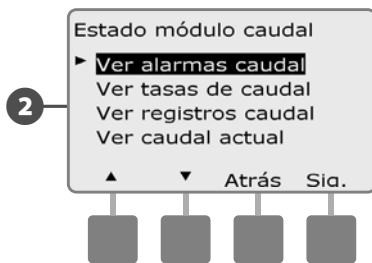 Estado módulo caudal
► Ver alarmas caudal
Ver tasas de caudal
Ver registros caudal
Ver caudal actual
2
▲ ▼ Atrás Sig.